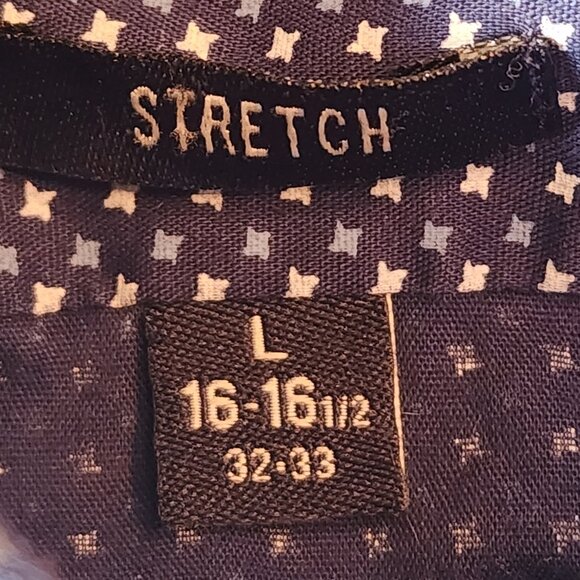 STRETCH
L
16-16 1/2
32-33